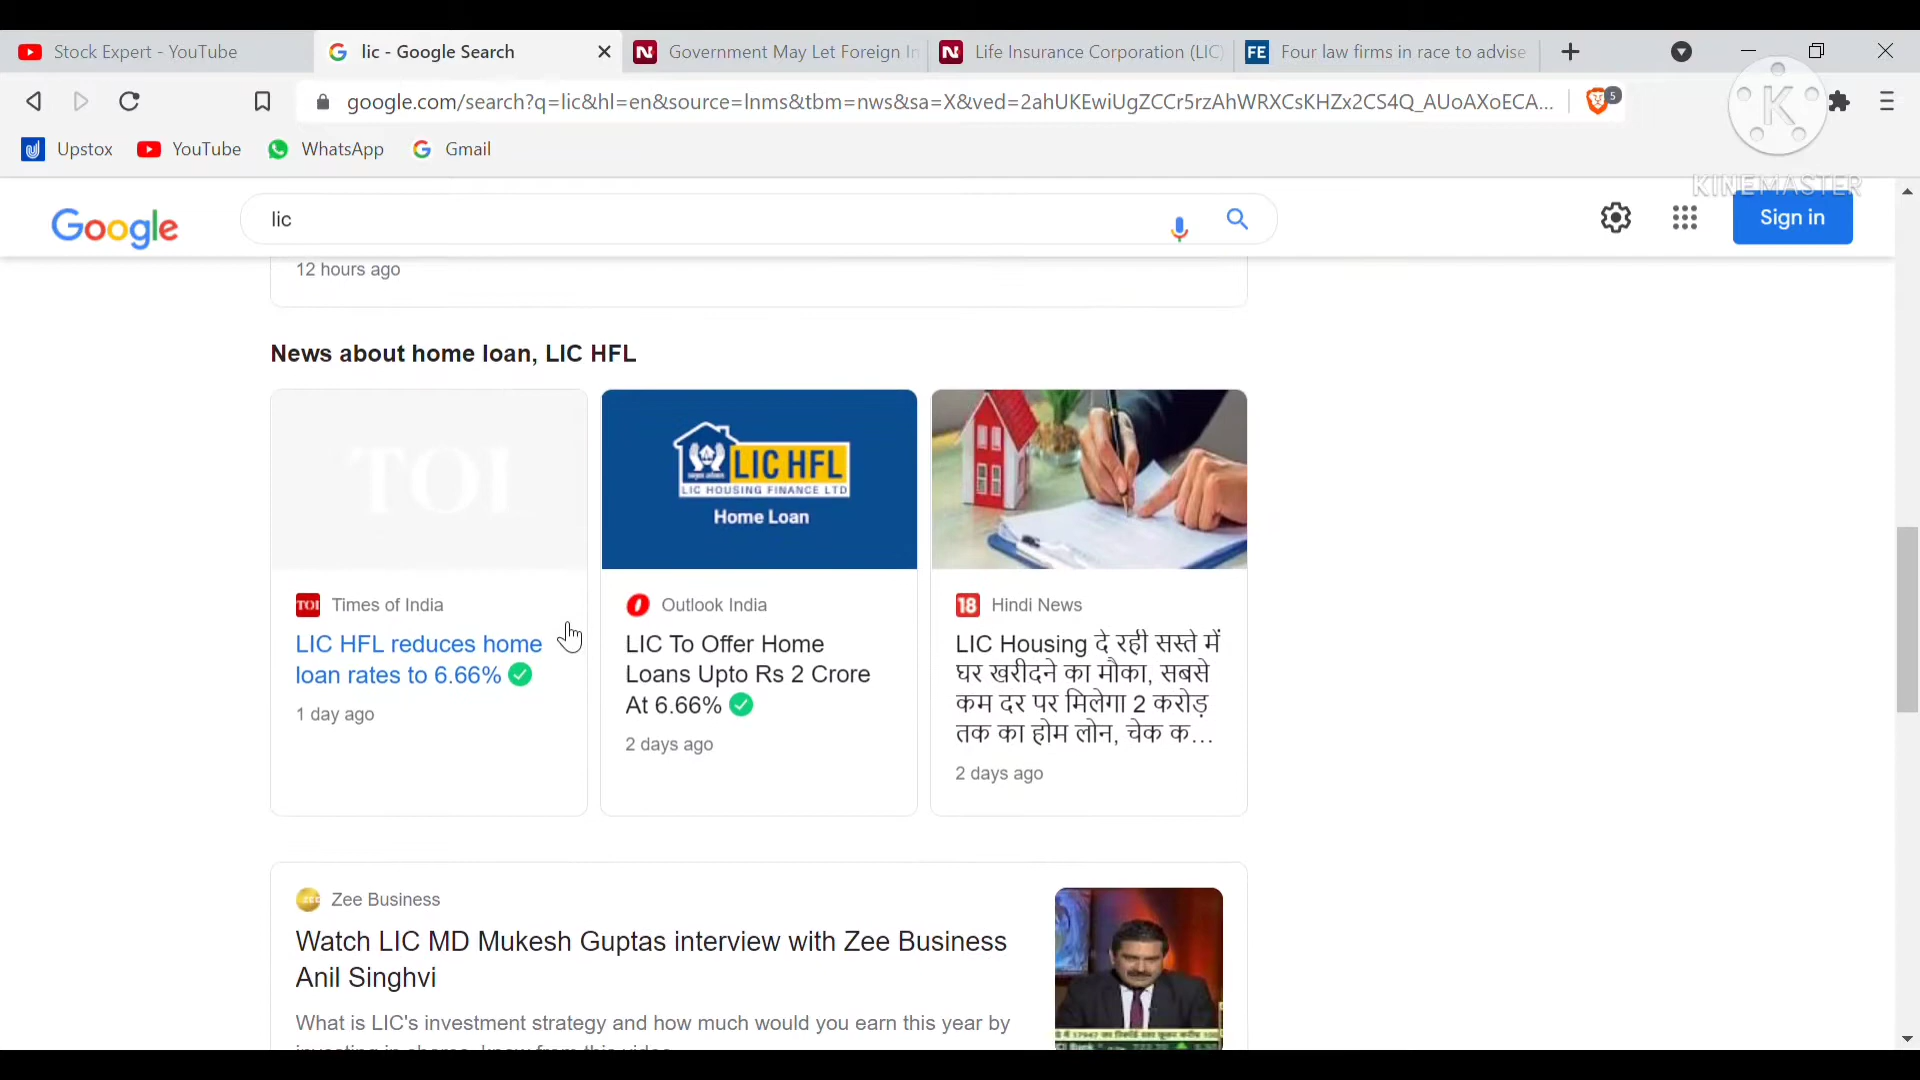 Stock Expert - YouTube
lic - Google Search
Government May Let Foreign In
Life Insurance Corporation (LIC)
Four law firms in race to advise
google.com/search?q=lic&hl=en&source=lnms&tbm=nws&sa=X&ved=2ahUKEwiUgZCCr5rzAhWRXCsKHZx2CS4Q_AUoAXoECA...
5
K
Upstox
YouTube
WhatsApp
Gmail
KINEMASTER
Google
lic
Sign in
12 hours ago
News about home loan, LIC HFL
TOI
LIC HFL
LIC HOUSING FINANCE LTD
Home Loan
TOI Times of India
LIC HFL reduces home
loan rates to 6.66%
1 day ago
Outlook India
LIC To Offer Home
Loans Upto Rs 2 Crore
At 6.66%
2 days ago
18 Hindi News
LIC Housing दे रही सस्ते में
घर खरीदने का मौका, सबसे
कम दर पर मिलेगा 2 करोड़
तक का होम लोन, चेक क...
2 days ago
Zee Business
Watch LIC MD Mukesh Guptas interview with Zee Business
Anil Singhvi
What is LIC's investment strategy and how much would you earn this year by